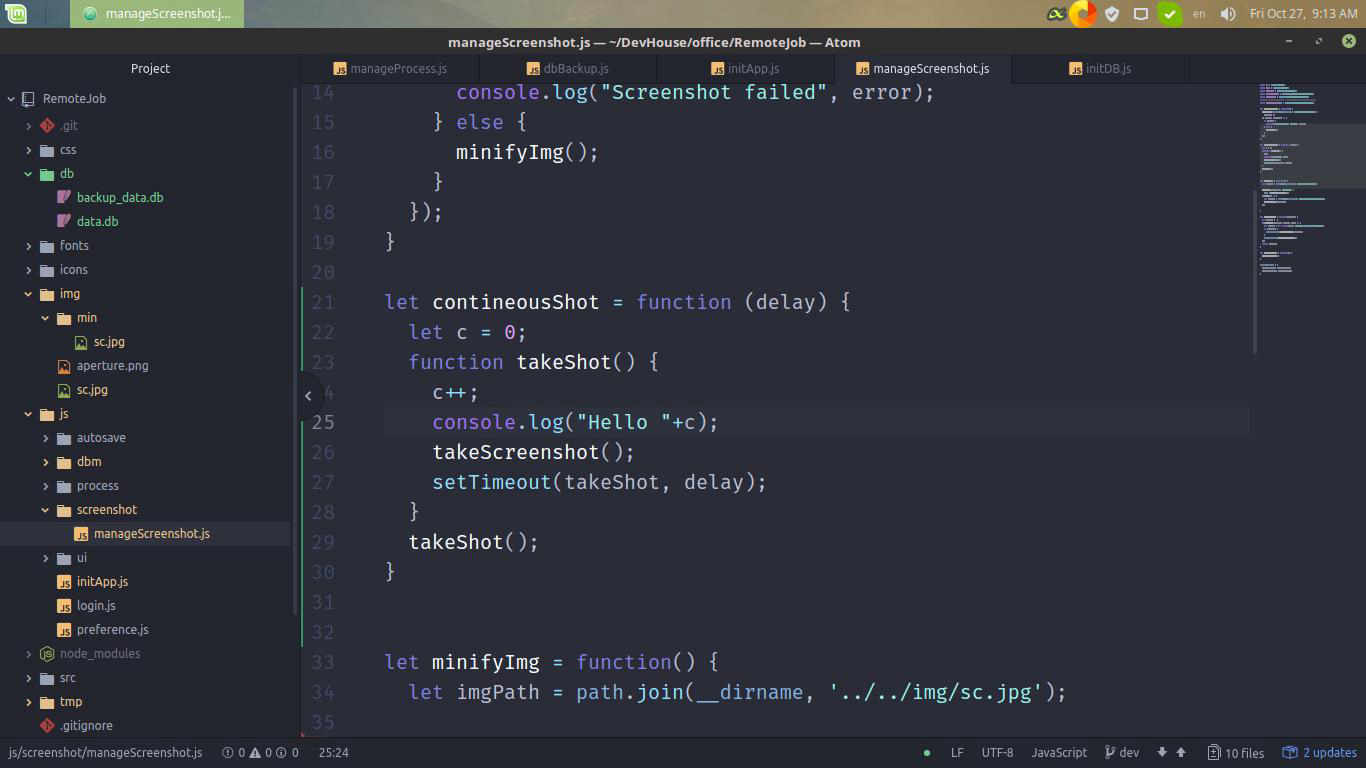 manageScreenshot.j...
en
Fri Oct 27, 9:13 AM
manageScreenshot.js — ~/DevHouse/office/RemoteJob — Atom
Project
manageProcess.js
dbBackup.js
initApp.js
manageScreenshot.js
initDB.js
RemoteJob
.git
css
db
backup_data.db
data.db
fonts
icons
img
min
sc.jpg
aperture.png
sc.jpg
js
autosave
dbm
process
screenshot
manageScreenshot.js
ui
initApp.js
login.js
preference.js
node_modules
src
tmp
.gitignore
14 console.log("Screenshot failed", error);
15 } else {
16 minifyImg();
17 }
18 });
19 }
20
21 let contineousShot = function (delay) {
22 let c = 0;
23 function takeShot() {
4 c++;
25 console.log("Hello "+c);
26 takeScreenshot();
27 setTimeout(takeShot, delay);
28 }
29 takeShot();
30 }
31
32
33 let minifyImg = function() {
34 let imgPath = path.join(__dirname, '../../img/sc.jpg');
35
js/screenshot/manageScreenshot.js 0 0 0 25:24
LF UTF-8 JavaScript dev 10 files 2 updates